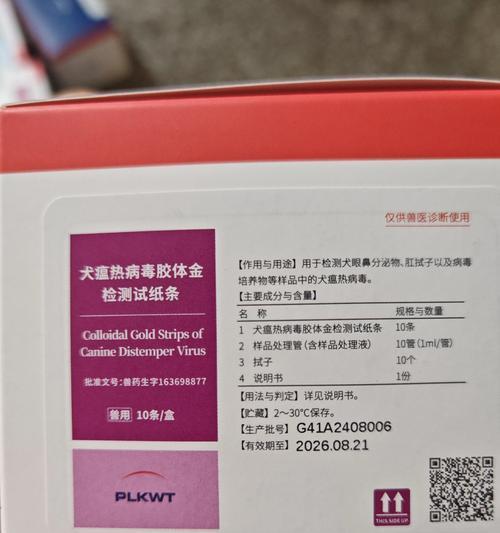 仅供兽医诊断使用
犬瘟热病毒胶体金
检测试纸条
Colloidal Gold Strips of
Canine Distemper Virus
批准文号:兽药生字163698877
兽用 10条/盒
PLKWT
【作用与用途】用于检测犬眼鼻分泌物、肛拭子以及病毒
培养物等样品中的犬瘟热病毒。
【主要成分与含量】
名 称 规格与数量
1 犬瘟热病毒胶体金检测试纸条 10条
2 样品处理管(含样品处理液) 10管(1ml/管)
3 拭子 10个
4 说明书 1份
【用法与判定】详见说明书。
【贮藏】2~30℃保存。
【生产批号】G41A2408006
【有效期至】2026.08.21
THIS SIDE UP